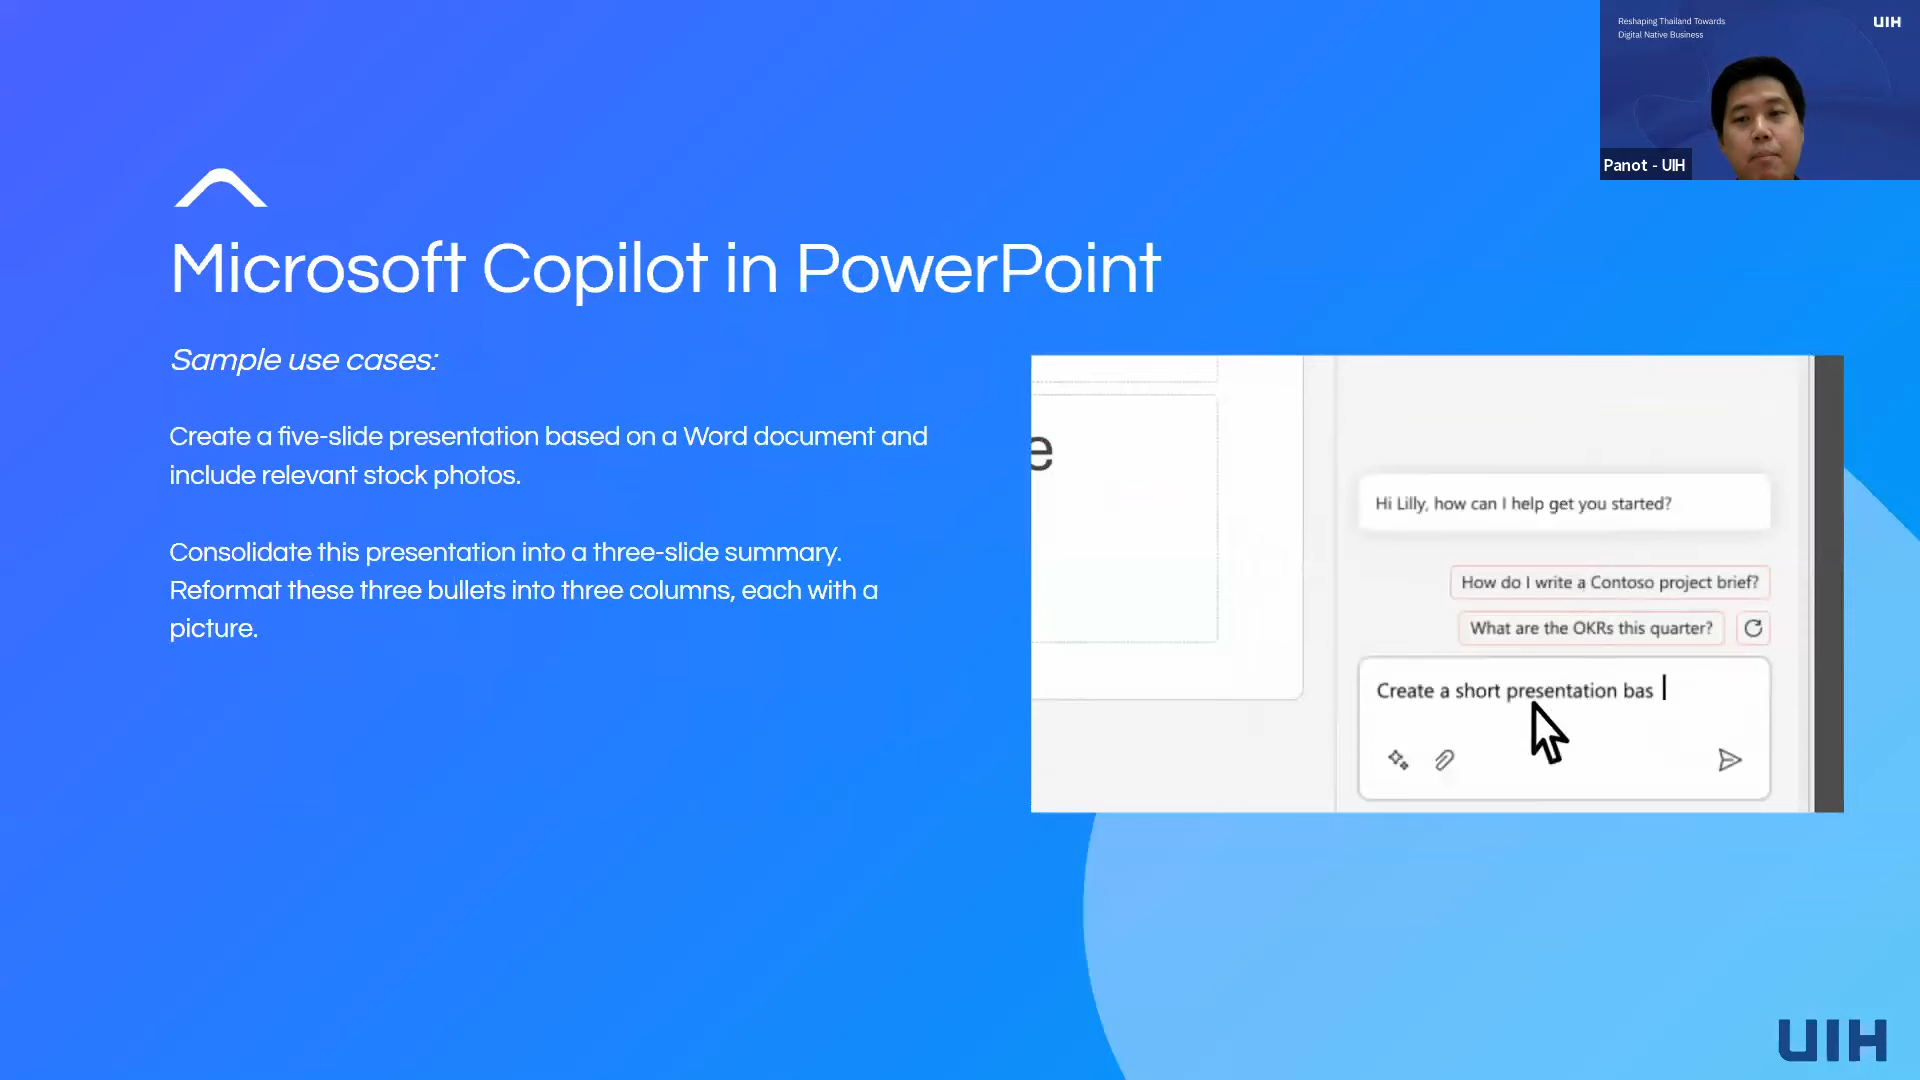 Reshaping Thailand Towards
Digital Native Business
UIH
Panot - UIH
Microsoft Copilot in PowerPoint
Sample use cases:
Create a five-slide presentation based on a Word document and
include relevant stock photos.
Consolidate this presentation into a three-slide summary.
Reformat these three bullets into three columns, each with a
picture.
e
Hi Lilly, how can I help get you started?
How do I write a Contoso project brief?
What are the OKRs this quarter?
Create a short presentation bas
UIH